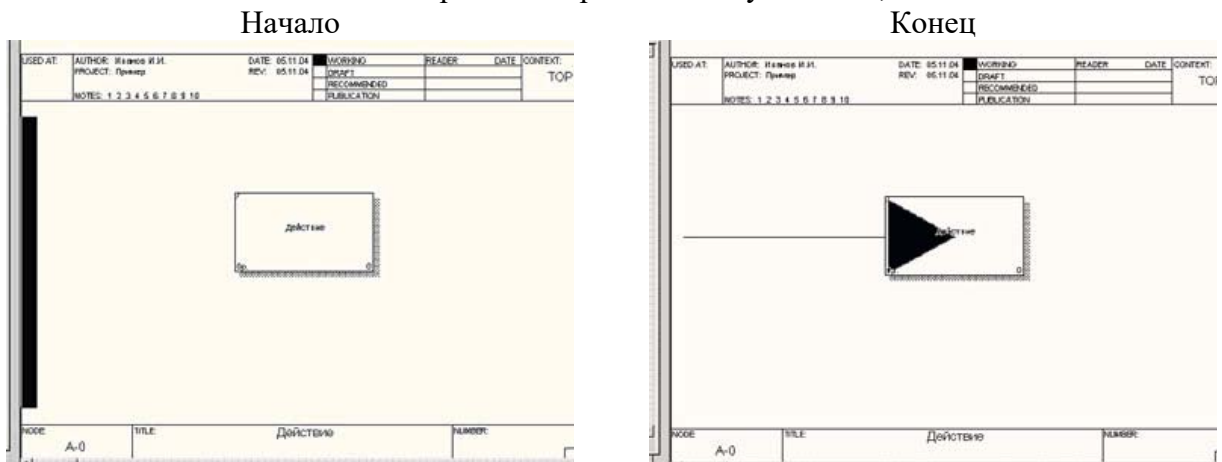 Начало
USED AT:
AUTHOR: Иванов И.И.
DATE: 05.11.04
WORKING
READER
DATE
CONTEXT:
PROJECT: Пример
REV: 05.11.04
DRAFT
TOP
RECOMMENDED
NOTES: 1 2 3 4 5 6 7 8 9 10
PUBLICATION
Действие
0р.
0
NODE:
TITLE:
Действие
NUMBER:
A-0
Конец
USED AT:
AUTHOR: Иванов И.И.
DATE: 05.11.04
WORKING
READER
DATE
CONTEXT:
PROJECT: Пример
REV: 05.11.04
DRAFT
RECOMMENDED
NOTES: 1 2 3 4 5 6 7 8 9 10
PUBLICATION
Действие
0
NODE:
TITLE:
Действие
NUMBER:
A-0